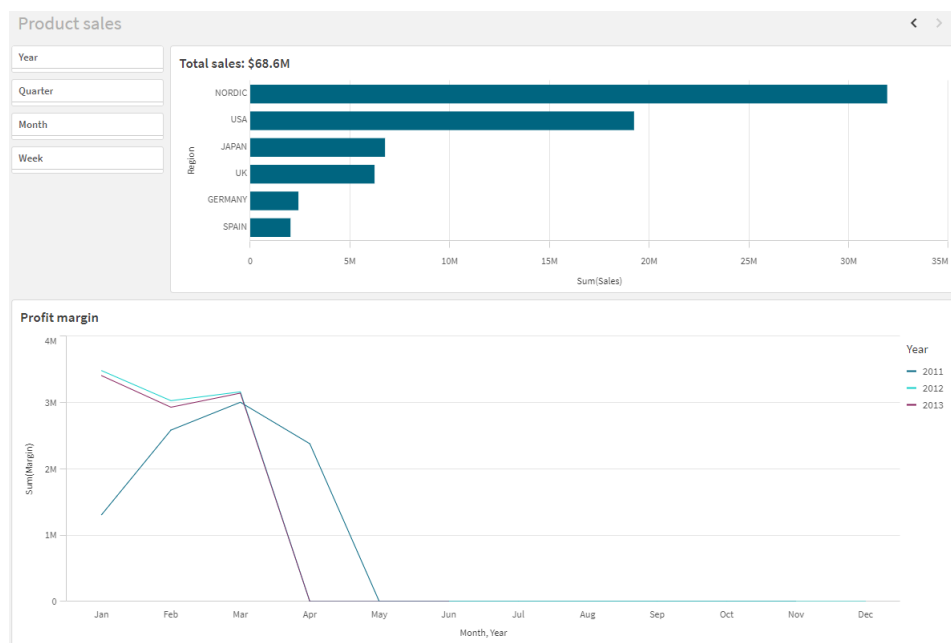 Product sales
Year
Quarter
Month
Week
Total sales: $68.6M
Region
NORDIC
USA
JAPAN
UK
GERMANY
SPAIN
0 5M 10M 15M 20M 25M 30M 35M
Sum(Sales)
Profit margin
Sum(Margin)
4M
3M
2M
1M
0
Jan Feb Mar Apr May Jun Jul Aug Sep Oct Nov Dec
Month, Year
Year
2011
2012
2013